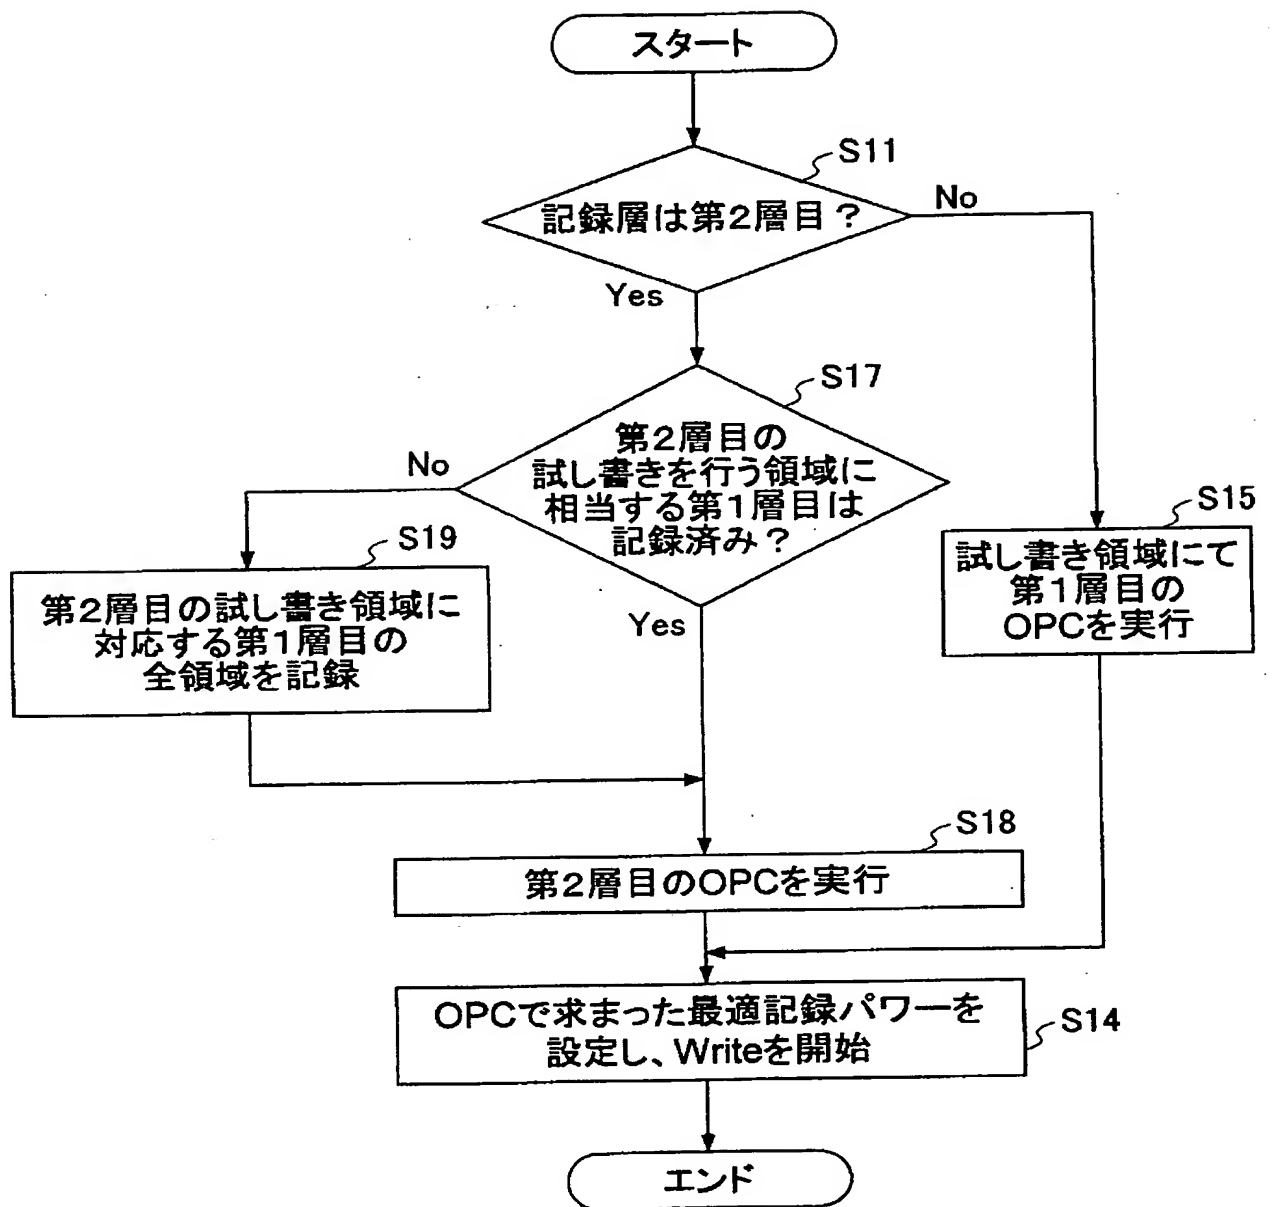 スタート
S11
記録層は第2層目？
No
Yes
S17
第2層目の
試し書きを行う領域に
相当する第1層目は
記録済み？
No
Yes
S19
第2層目の試し書き領域に
対応する第1層目の
全領域を記録
S15
試し書き領域にて
第1層目の
OPCを実行
S18
第2層目のOPCを実行
OPCで求まった最適記録パワーを
設定し、Writeを開始
S14
エンド